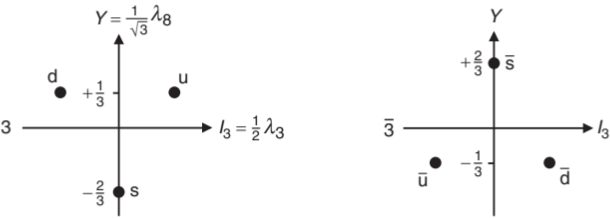 Y = 1/√3 λ₈
d
u
+1/3
3
I₃ = 1/2 λ₃
-2/3
s
Y
+2/3
s̅
3̅
I₃
-1/3
u̅
d̅